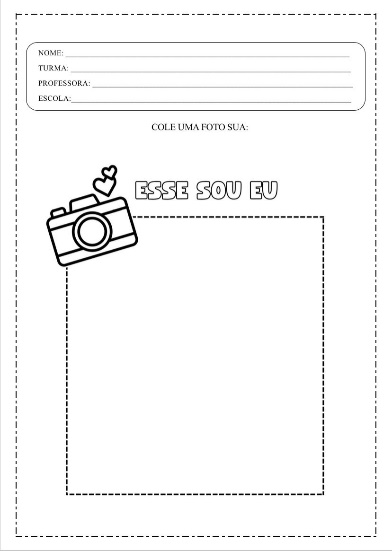 NOME:
TURMA:
PROFESSORA:
ESCOLA:
COLE UMA FOTO SUA:
ESSE SOU EU